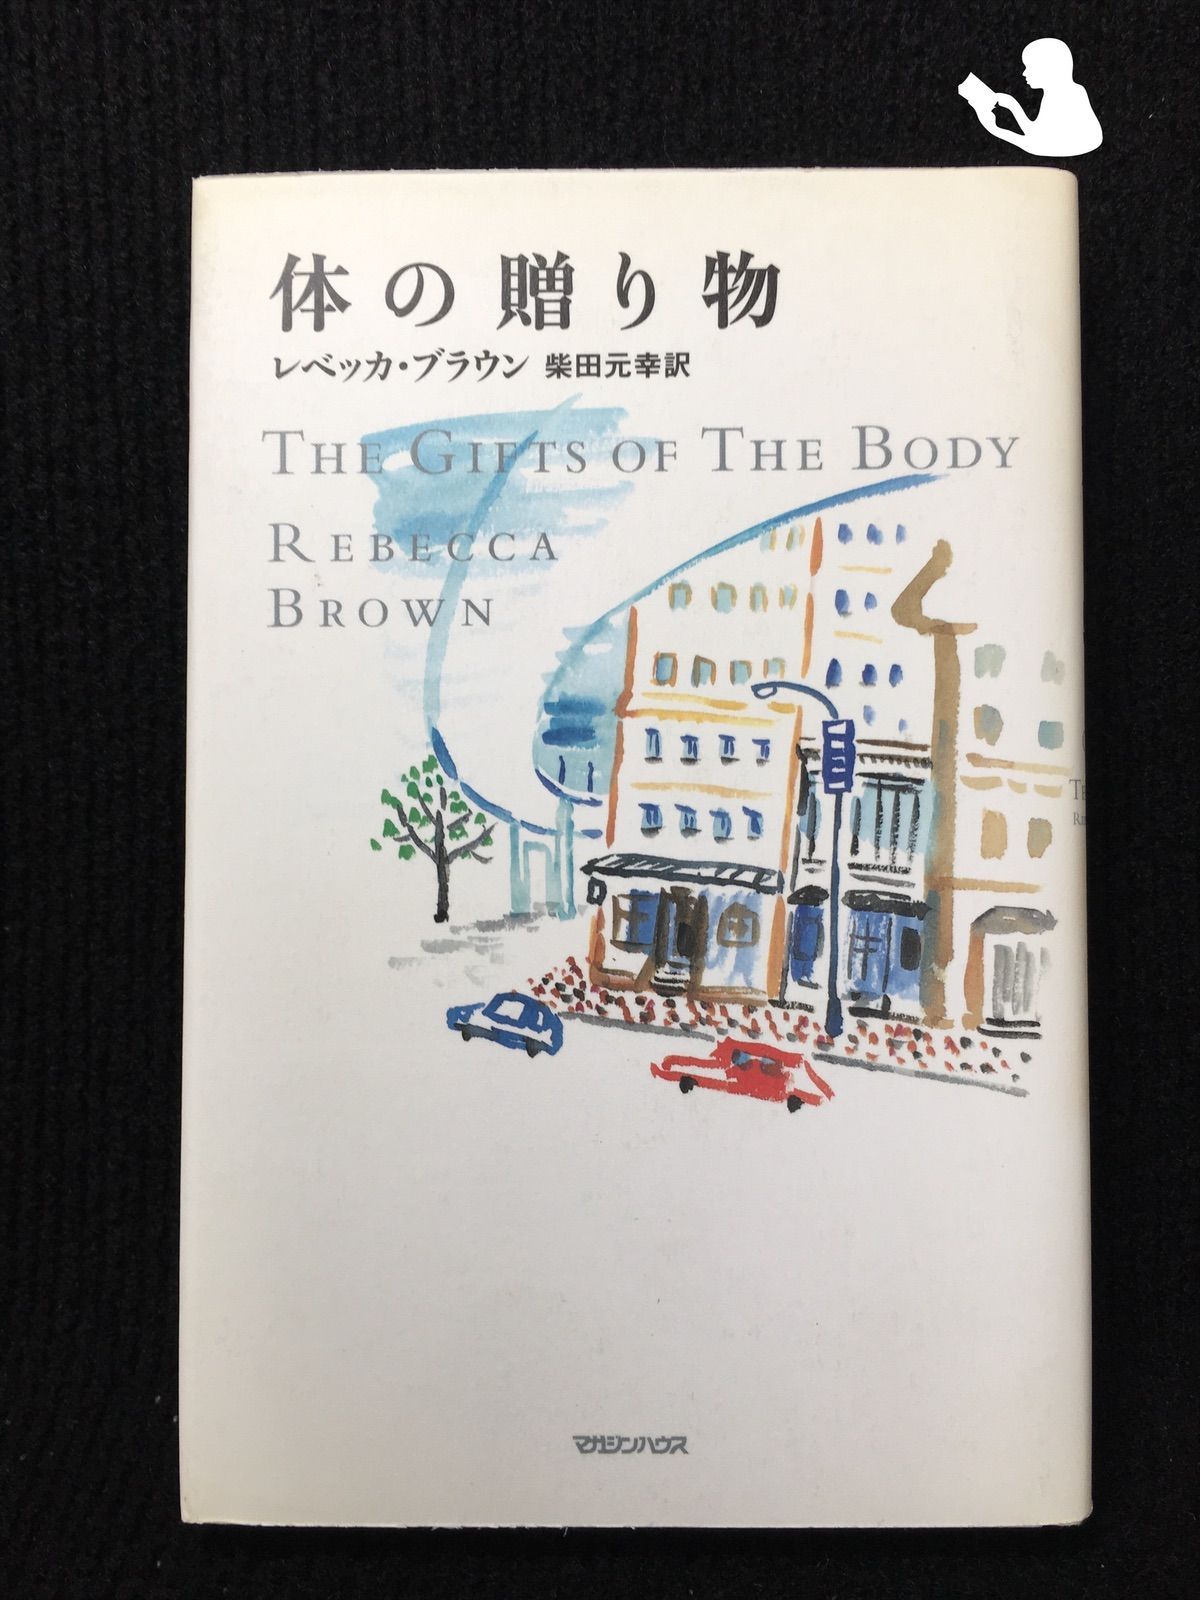 体の贈り物
レベッカ・ブラウン 柴田元幸訳
THE GIFTS OF THE BODY
REBECCA
BROWN
マガジンハウス